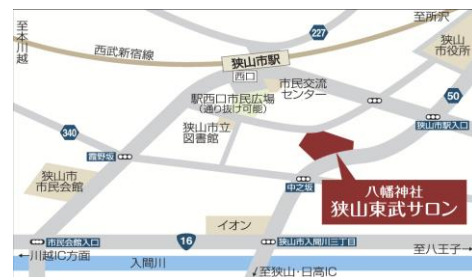 至所沢
至本川越
227
狭山市役所
西武新宿線
狭山市駅
西口
市民交流
センター
50
駅西口市民広場
(通り抜け可能)
狭山市駅入口
狭山市立
図書館
340
霞野坂
狭山市
市民会館
中之坂
八幡神社
狭山東武サロン
イオン
市民会館入口
16
狭山市入間川三丁目
←川越IC方面
至八王子→
入間川
↙至狭山・日高IC